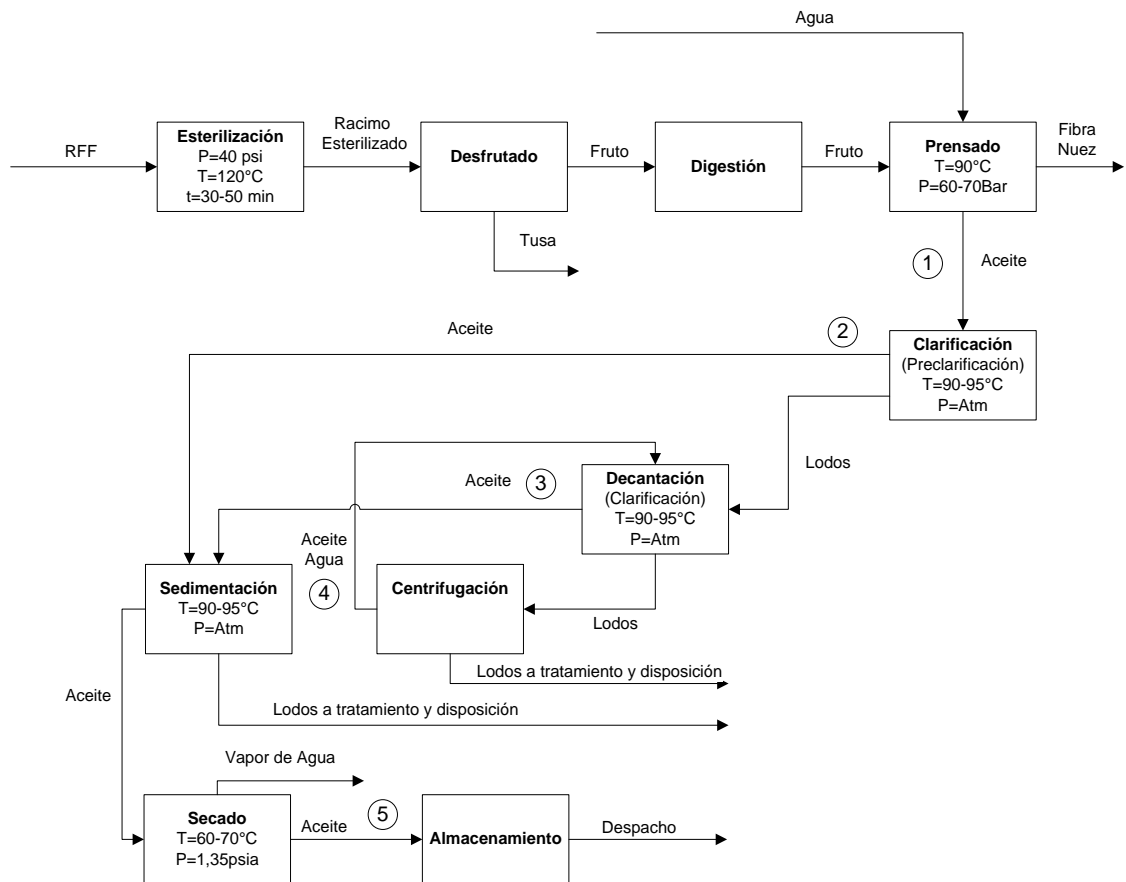 Agua
RFF
Esterilización
P=40 psi
T=120°C
t=30-50 min
Racimo
Esterilizado
Desfrutado
Fruto
Digestión
Fruto
Prensado
T=90°C
P=60-70Bar
Fibra
Nuez
Tusa
1
Aceite
Aceite
2
Clarificación
(Preclarificación)
T=90-95°C
P=Atm
Lodos
Aceite
3
Decantación
(Clarificación)
T=90-95°C
P=Atm
Aceite
Agua
4
Sedimentación
T=90-95°C
P=Atm
Centrifugación
Lodos
Lodos a tratamiento y disposición
Aceite
Lodos a tratamiento y disposición
Vapor de Agua
Secado
T=60-70°C
P=1,35psia
Aceite
5
Almacenamiento
Despacho